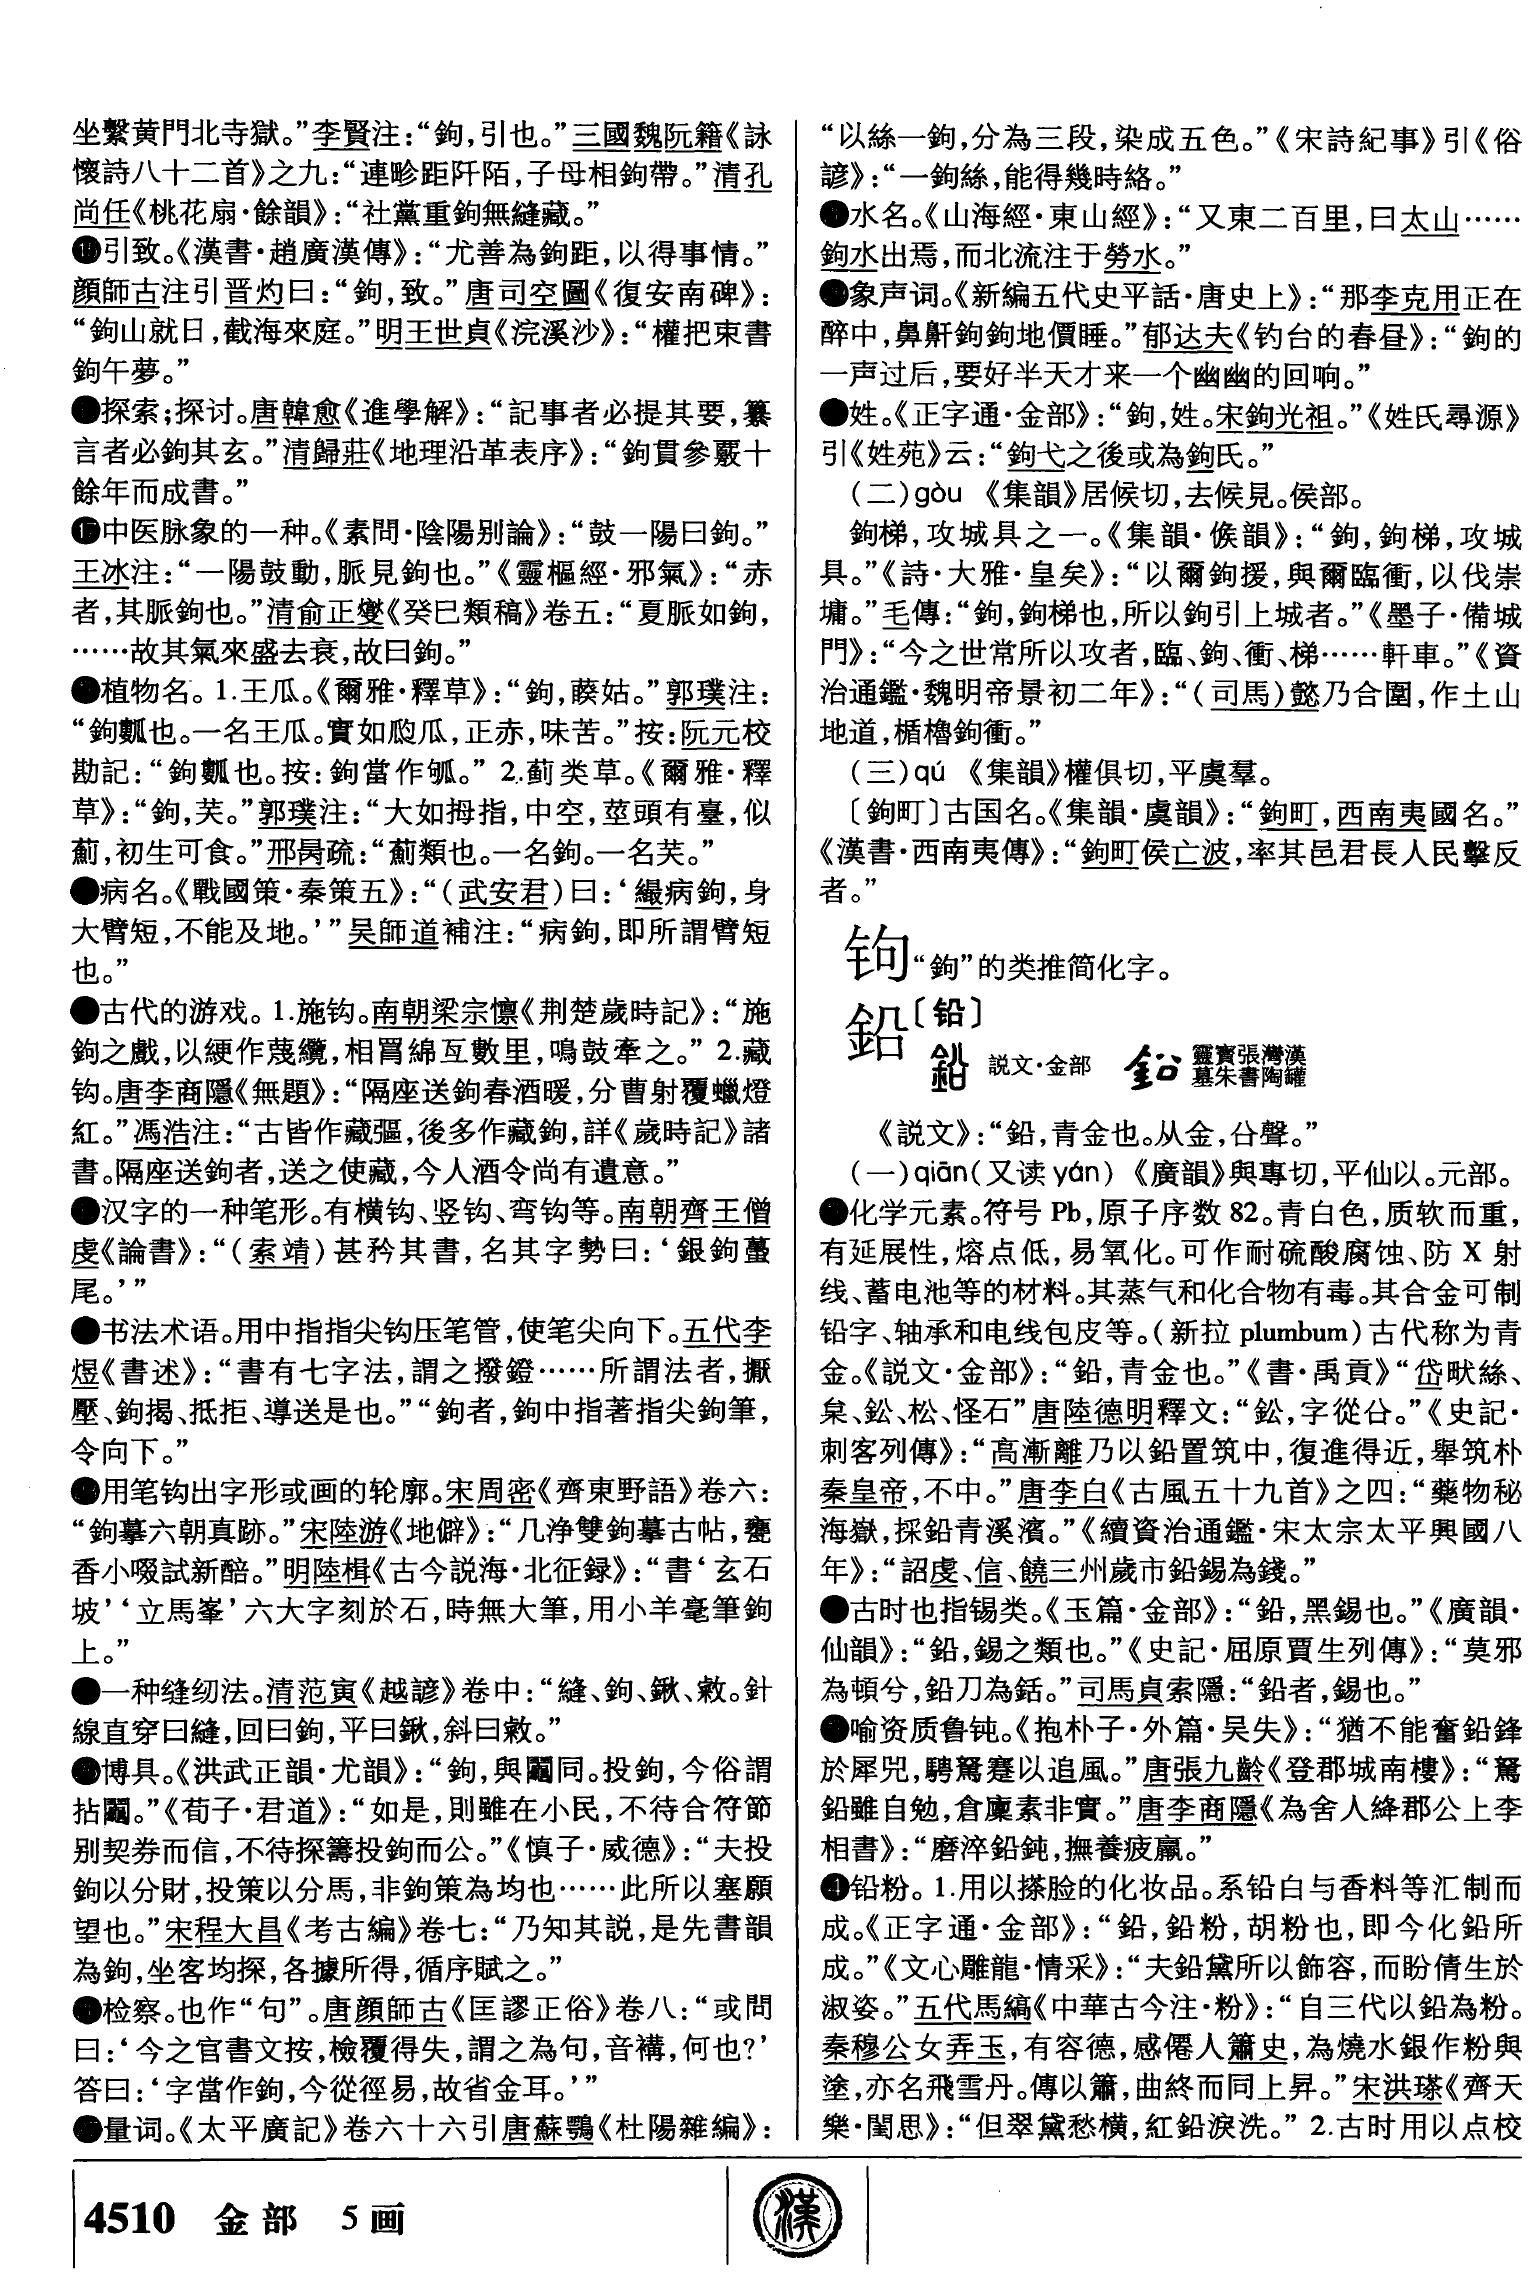 坐繫黄門北寺獄。”李賢注：“鉤，引也。”三國魏阮籍《詠
懷詩八十二首》之九：“連畛距阡陌，子母相鉤帶。”清孔
尚任《桃花扇·餘韻》：“社黨重鉤無縫藏。”
引致。《漢書·趙廣漢傳》：“尤善為鉤距，以得事情。”
顔師古注引晋灼曰：“鉤，致。”唐司空圖《復安南碑》：
“鉤山就日，截海來庭。”明王世貞《浣溪沙》：“權把束書
鉤午夢。”
探索；探讨。唐韓愈《進學解》：“記事者必提其要，纂
言者必鉤其玄。”清歸莊《地理沿革表序》：“鉤貫參覈十
餘年而成書。”
中医脉象的一种。《素問·陰陽别論》：“鼓一陽曰鉤。”
王冰注：“一陽鼓動，脈見鉤也。”《靈樞經·邪氣》：“赤
者，其脈鉤也。”清俞正燮《癸巳類稿》卷五：“夏脈如鉤，
……故其氣來盛去衰，故曰鉤。”
植物名。1.王瓜。《爾雅·釋草》：“鉤，藈姑。”郭璞注：
“鉤瓢也。一名王瓜。實如瓝瓜，正赤，味苦。”按：阮元校
勘記：“鉤瓢也。按：鉤當作瓠。”2.蓟类草。《爾雅·釋
草》：“鉤，芺。”郭璞注：“大如拇指，中空，莖頭有臺，似
薊，初生可食。”邢昺疏：“薊類也。一名鉤。一名芺。”
病名。《戰國策·秦策五》：“（武安君）曰：‘繓病鉤，身
大臂短，不能及地。’”吴師道補注：“病鉤，即所謂臂短
也。”
古代的游戏。1.施钩。南朝梁宗懔《荆楚歲時記》：“施
鉤之戲，以綆作篾纜，相罥綿亙數里，鳴鼓牽之。”2.藏
钩。唐李商隱《無題》：“隔座送鉤春酒暖，分曹射覆蠟燈
紅。”馮浩注：“古皆作藏彄，後多作藏鉤，詳《歲時記》諸
書。隔座送鉤者，送之使藏，今人酒令尚有遺意。”
汉字的一种笔形。有横钩、竖钩、弯钩等。南朝齊王僧
虔《論書》：“（索靖）甚矜其書，名其字勢曰：‘銀鉤蠆
尾。’”
书法术语。用中指指尖钩压笔管，使笔尖向下。五代李
煜《書述》：“書有七字法，謂之撥鐙……所謂法者，擫
壓、鉤揭、抵拒、導送是也。”“鉤者，鉤中指著指尖鉤筆，
令向下。”
用笔钩出字形或画的轮廓。宋周密《齊東野語》卷六：
“鉤摹六朝真跡。”宋陸游《地僻》：“几浄雙鉤摹古帖，甕
香小啜試新醅。”明陸楫《古今説海·北征録》：“書‘玄石
坡’‘立馬峯’六大字刻於石，時無大筆，用小羊毫筆鉤
上。”
一种缝纫法。清范寅《越諺》卷中：“縫、鉤、鍬、敹。針
線直穿曰縫，回曰鉤，平曰鍬，斜曰敹。”
博具。《洪武正韻·尤韻》：“鉤，與鬮同。投鉤，今俗謂
拈鬮。”《荀子·君道》：“如是，則雖在小民，不待合符節
别契券而信，不待探籌投鉤而公。”《慎子·威德》：“夫投
鉤以分財，投策以分馬，非鉤策為均也……此所以塞願
望也。”宋程大昌《考古編》卷七：“乃知其説，是先書韻
為鉤，坐客均探，各據所得，循序賦之。”
检察。也作“句”。唐顔師古《匡謬正俗》卷八：“或問
曰：‘今之官書文按，檢覆得失，謂之為句，音構，何也？’
答曰：‘字當作鉤，今從徑易，故省金耳。’”
量词。《太平廣記》卷六十六引唐蘇鶚《杜陽雜編》：
“以絲一鉤，分為三段，染成五色。”《宋詩紀事》引《俗
諺》：“一鉤絲，能得幾時絡。”
水名。《山海經·東山經》：“又東二百里，曰太山……
鉤水出焉，而北流注于勞水。”
象声词。《新編五代史平話·唐史上》：“那李克用正在
醉中，鼻鼾鉤鉤地價睡。”郁达夫《钓台的春昼》：“鉤的
一声过后，要好半天才来一个幽幽的回响。”
姓。《正字通·金部》：“鉤，姓。宋鉤光祖。”《姓氏尋源》
引《姓苑》云：“鉤弋之後或為鉤氏。”
（二）gòu 《集韻》居候切，去候見。侯部。
鉤梯，攻城具之一。《集韻·候韻》：“鉤，鉤梯，攻城
具。”《詩·大雅·皇矣》：“以爾鉤援，與爾臨衝，以伐崇
墉。”毛傳：“鉤，鉤梯也，所以鉤引上城者。”《墨子·備城
門》：“今之世常所以攻者，臨、鉤、衝、梯……軒車。”《資
治通鑑·魏明帝景初二年》：“（司馬）懿乃合圍，作土山
地道，楯櫓鉤衝。”
（三）qú 《集韻》權俱切，平虞羣。
〔鉤町〕古国名。《集韻·虞韻》：“鉤町，西南夷國名。”
《漢書·西南夷傳》：“鉤町侯亡波，率其邑君長人民擊反
者。”
𫓧“鉤”的类推简化字。
鉛〔铅〕
鉛 説文·金部 鉛 靈寶張灣漢墓朱書陶罐
《説文》：“鉛，青金也。从金，㕣聲。”
（一）qiān（又读 yán） 《廣韻》與專切，平仙以。元部。
化学元素。符号 Pb，原子序数 82。青白色，质软而重，
有延展性，熔点低，易氧化。可作耐硫酸腐蚀、防 X 射
线、蓄电池等的材料。其蒸气和化合物有毒。其合金可制
铅字、轴承和电线包皮等。（新拉 plumbum）古代称为青
金。《説文·金部》：“鉛，青金也。”《書·禹貢》“岱畎絲、
枲、鈆、松、怪石”唐陸德明釋文：“鈆，字從㕣。”《史記·
刺客列傳》：“高漸離乃以鉛置筑中，復進得近，舉筑朴
秦皇帝，不中。”唐李白《古風五十九首》之四：“藥物秘
海嶽，採鉛青溪濱。”《續資治通鑑·宋太宗太平興國八
年》：“詔虔、信、饒三州歲市鉛錫為錢。”
古时也指锡类。《玉篇·金部》：“鉛，黑錫也。”《廣韻·
仙韻》：“鉛，錫之類也。”《史記·屈原賈生列傳》：“莫邪
為頓兮，鉛刀為銛。”司馬貞索隱：“鉛者，錫也。”
喻资质鲁钝。《抱朴子·外篇·吴失》：“猶不能奮鉛鋒
於犀兕，騁駑蹇以追風。”唐張九齡《登郡城南樓》：“駑
鉛雖自勉，倉廩素非實。”唐李商隱《為舍人絳郡公上李
相書》：“磨淬鉛鈍，撫養疲羸。”
❹铅粉。1.用以搽脸的化妆品。系铅白与香料等汇制而
成。《正字通·金部》：“鉛，鉛粉，胡粉也，即今化鉛所
成。”《文心雕龍·情采》：“夫鉛黛所以飾容，而盼倩生於
淑姿。”五代馬縞《中華古今注·粉》：“自三代以鉛為粉。
秦穆公女弄玉，有容德，感僊人簫史，為燒水銀作粉與
塗，亦名飛雪丹。傳以簫，曲終而同上昇。”宋洪瑹《齊天
樂·閨思》：“但翠黛愁横，紅鉛淚洗。”2.古时用以点校
4510 金部 5画
漢